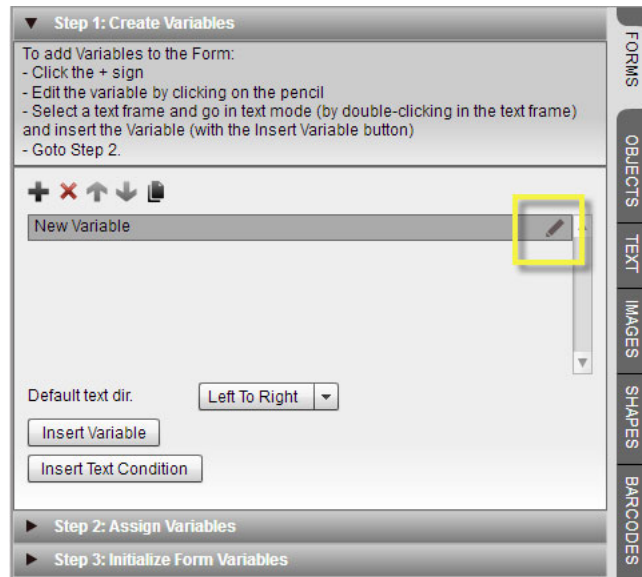 Step 1: Create Variables
To add Variables to the Form:
- Click the + sign
- Edit the variable by clicking on the pencil
- Select a text frame and go in text mode (by double-clicking in the text frame)
and insert the Variable (with the Insert Variable button)
- Goto Step 2.
New Variable
Default text dir.
Left To Right
Insert Variable
Insert Text Condition
Step 2: Assign Variables
Step 3: Initialize Form Variables
FORMS
OBJECTS
TEXT
IMAGES
SHAPES
BARCODES